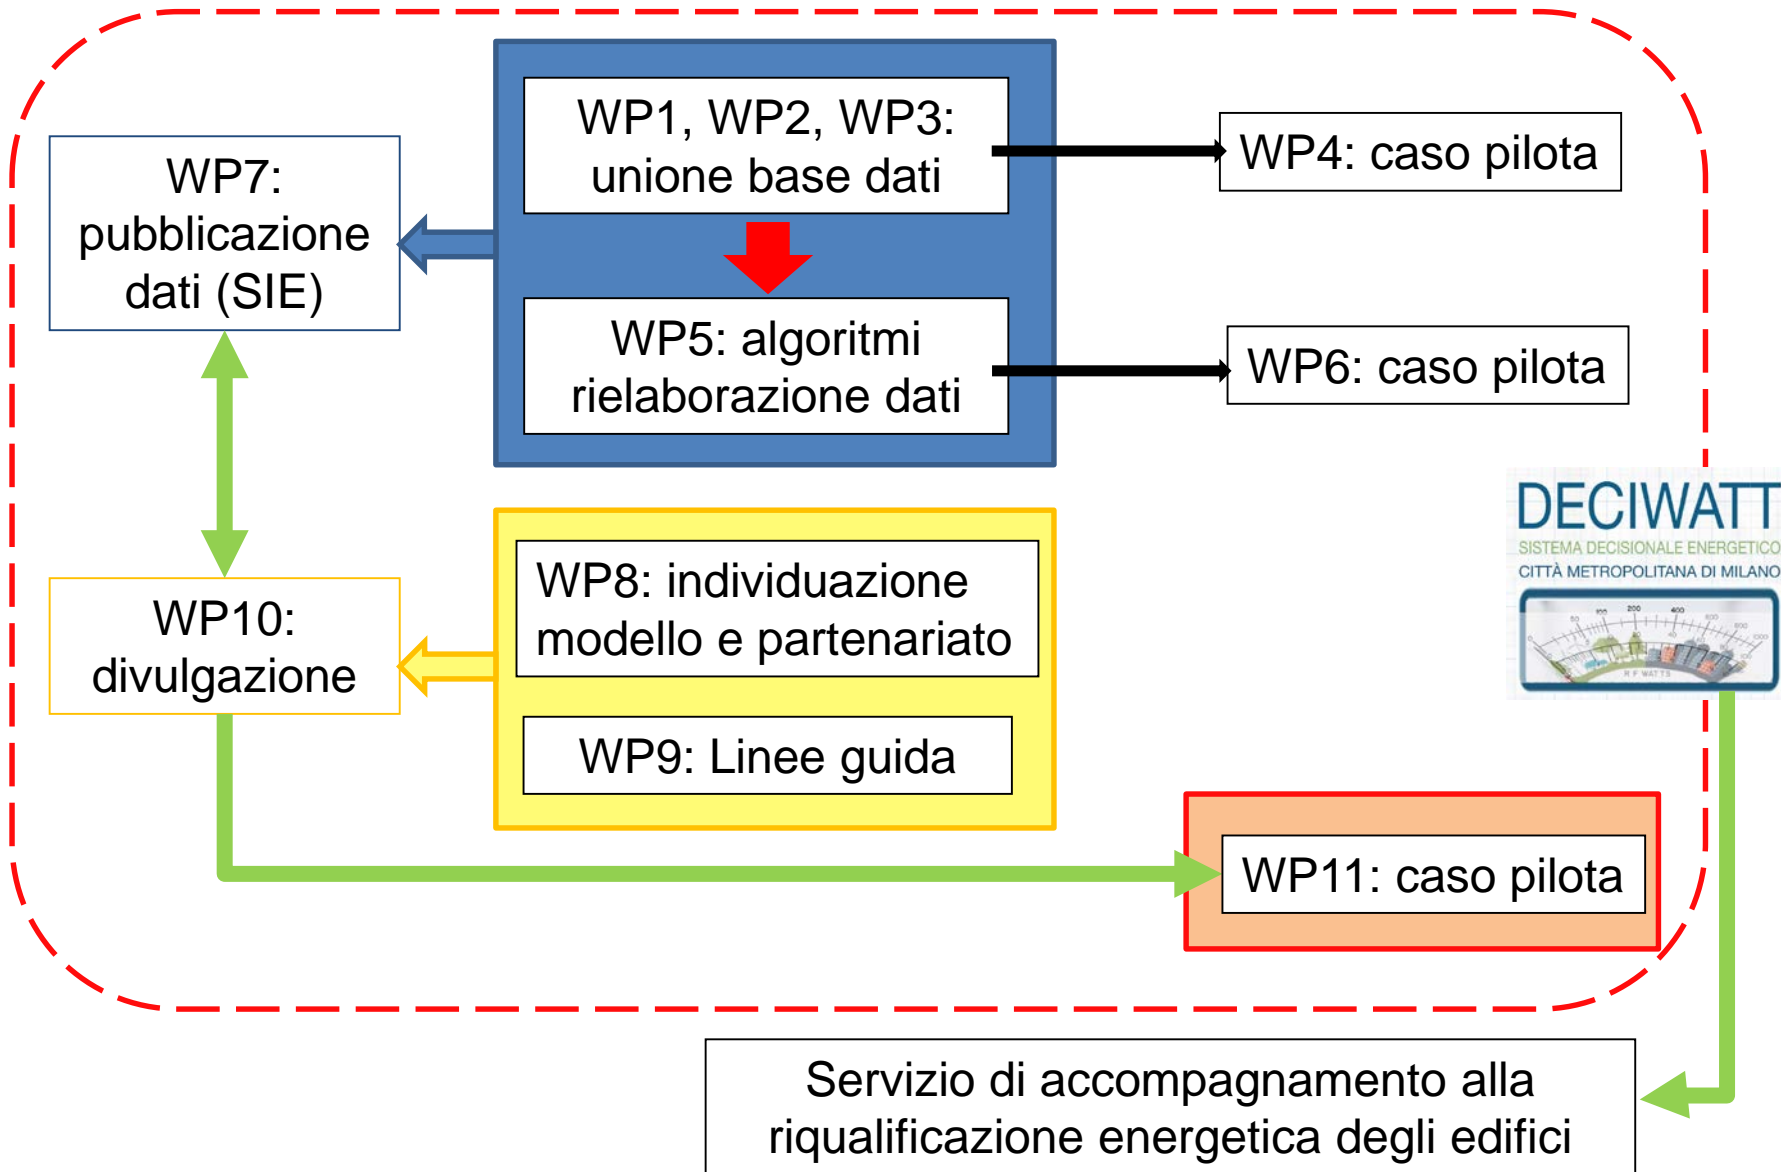 WP1, WP2, WP3:
unione base dati
WP4: caso pilota
WP7:
pubblicazione
dati (SIE)
WP5: algoritmi
rielaborazione dati
WP6: caso pilota
DECIWATT
SISTEMA DECISIONALE ENERGETICO
CITTÀ METROPOLITANA DI MILANO
WP8: individuazione
modello e partenariato
WP10:
divulgazione
WP9: Linee guida
WP11: caso pilota
Servizio di accompagnamento alla
riqualificazione energetica degli edifici